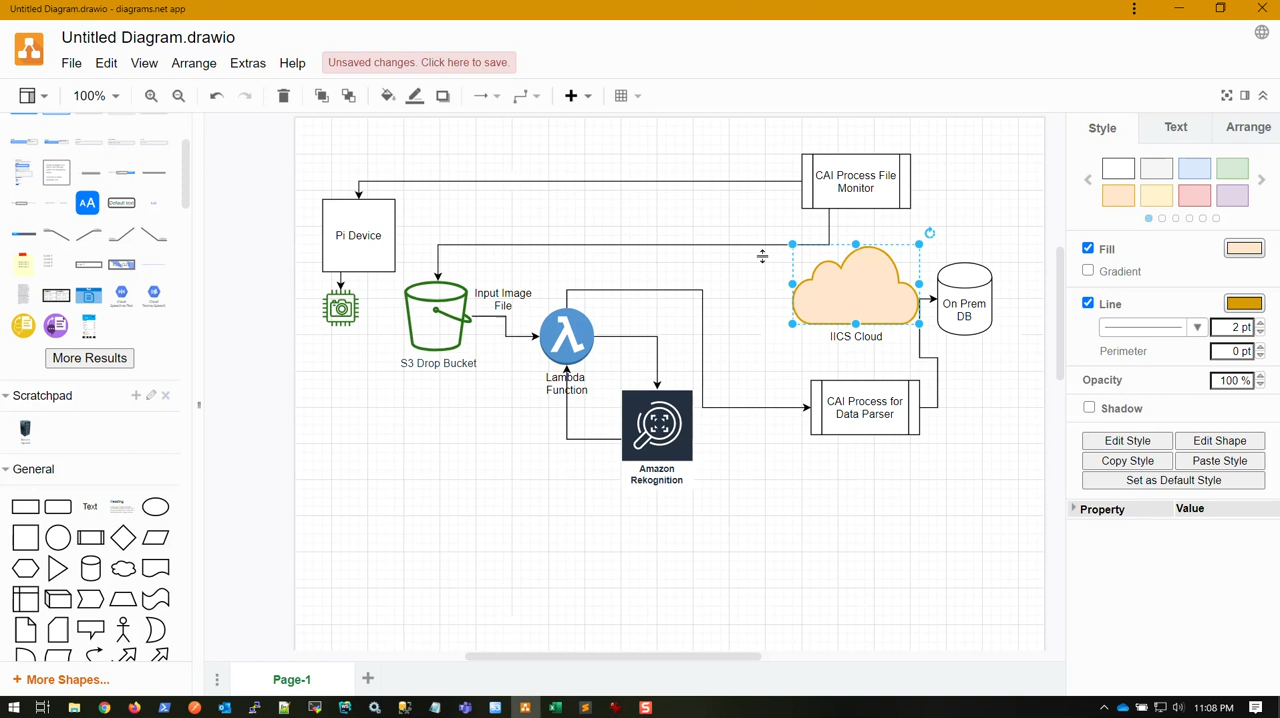 Untitled Diagram.drawio - diagrams.net app
Untitled Diagram.drawio
File Edit View Arrange Extras Help
Unsaved changes. Click here to save.
100%
Style Text Arrange
AA
Default text
More Results
Scratchpad
General
Text
Heading
+ More Shapes...
CAI Process File
Monitor
Pi Device
Input Image
File
S3 Drop Bucket
Lambda
Function
Amazon
Rekognition
IICS Cloud
On Prem
DB
CAI Process for
Data Parser
Fill
Gradient
Line
2 pt
Perimeter
0 pt
Opacity
100 %
Shadow
Edit Style Edit Shape
Copy Style Paste Style
Set as Default Style
Property Value
Page-1
11:08 PM